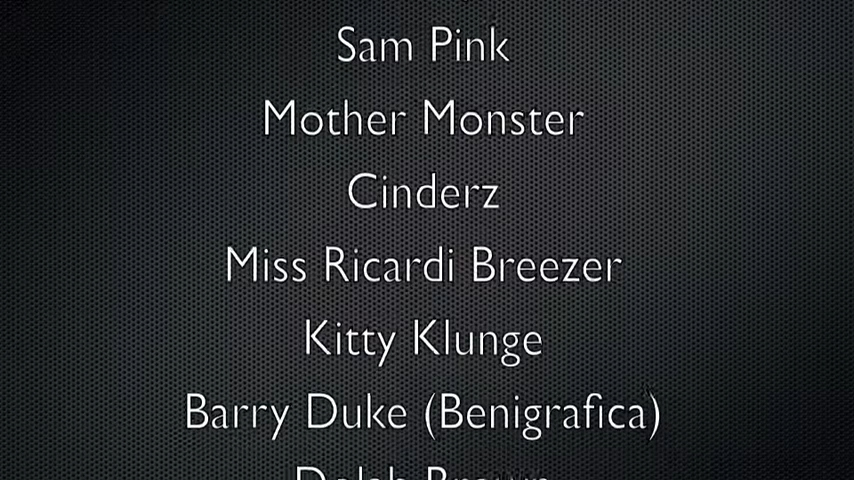 Sam Pink
Mother Monster
Cinderz
Miss Ricardi Breezer
Kitty Klunge
Barry Duke (Benigrafica)